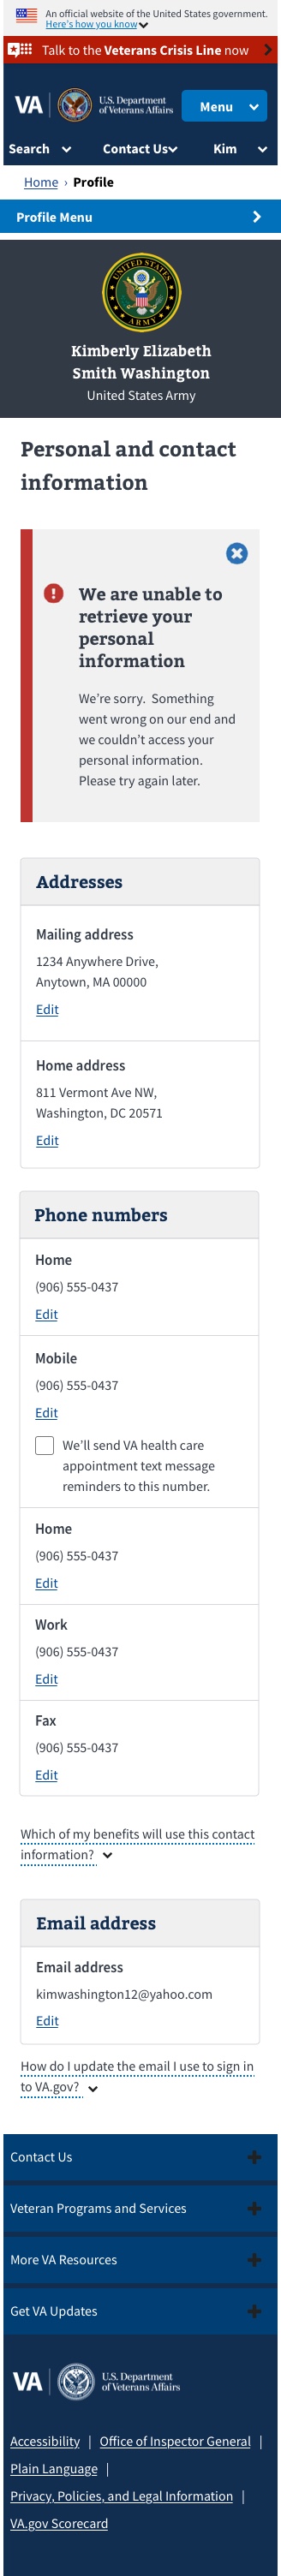 An official website of the United States government.
Here's how you know
Talk to the Veterans Crisis Line now
VA U.S. Department of Veterans Affairs
Menu
Search Contact Us Kim
Home › Profile
Profile Menu
Kimberly Elizabeth
Smith Washington
United States Army
Personal and contact
information
We are unable to
retrieve your
personal
information
We're sorry. Something
went wrong on our end and
we couldn't access your
personal information.
Please try again later.
Addresses
Mailing address
1234 Anywhere Drive,
Anytown, MA 00000
Edit
Home address
811 Vermont Ave NW,
Washington, DC 20571
Edit
Phone numbers
Home
(906) 555-0437
Edit
Mobile
(906) 555-0437
Edit
We'll send VA health care
appointment text message
reminders to this number.
Home
(906) 555-0437
Edit
Work
(906) 555-0437
Edit
Fax
(906) 555-0437
Edit
Which of my benefits will use this contact
information?
Email address
Email address
kimwashington12@yahoo.com
Edit
How do I update the email I use to sign in
to VA.gov?
Contact Us
Veteran Programs and Services
More VA Resources
Get VA Updates
VA U.S. Department of Veterans Affairs
Accessibility | Office of Inspector General |
Plain Language |
Privacy, Policies, and Legal Information |
VA.gov Scorecard